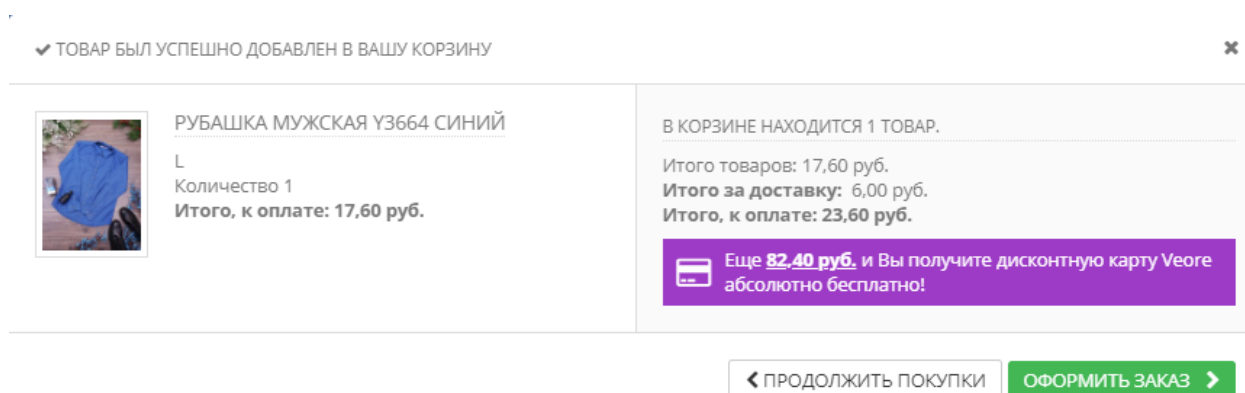 ТОВАР БЫЛ УСПЕШНО ДОБАВЛЕН В ВАШУ КОРЗИНУ
РУБАШКА МУЖСКАЯ Y3664 СИНИЙ
L
Количество 1
Итого, к оплате: 17,60 руб.
В КОРЗИНЕ НАХОДИТСЯ 1 ТОВАР.
Итого товаров: 17,60 руб.
Итого за доставку: 6,00 руб.
Итого, к оплате: 23,60 руб.
Еще 82,40 руб. и Вы получите дисконтную карту Veore
абсолютно бесплатно!
ПРОДОЛЖИТЬ ПОКУПКИ
ОФОРМИТЬ ЗАКАЗ